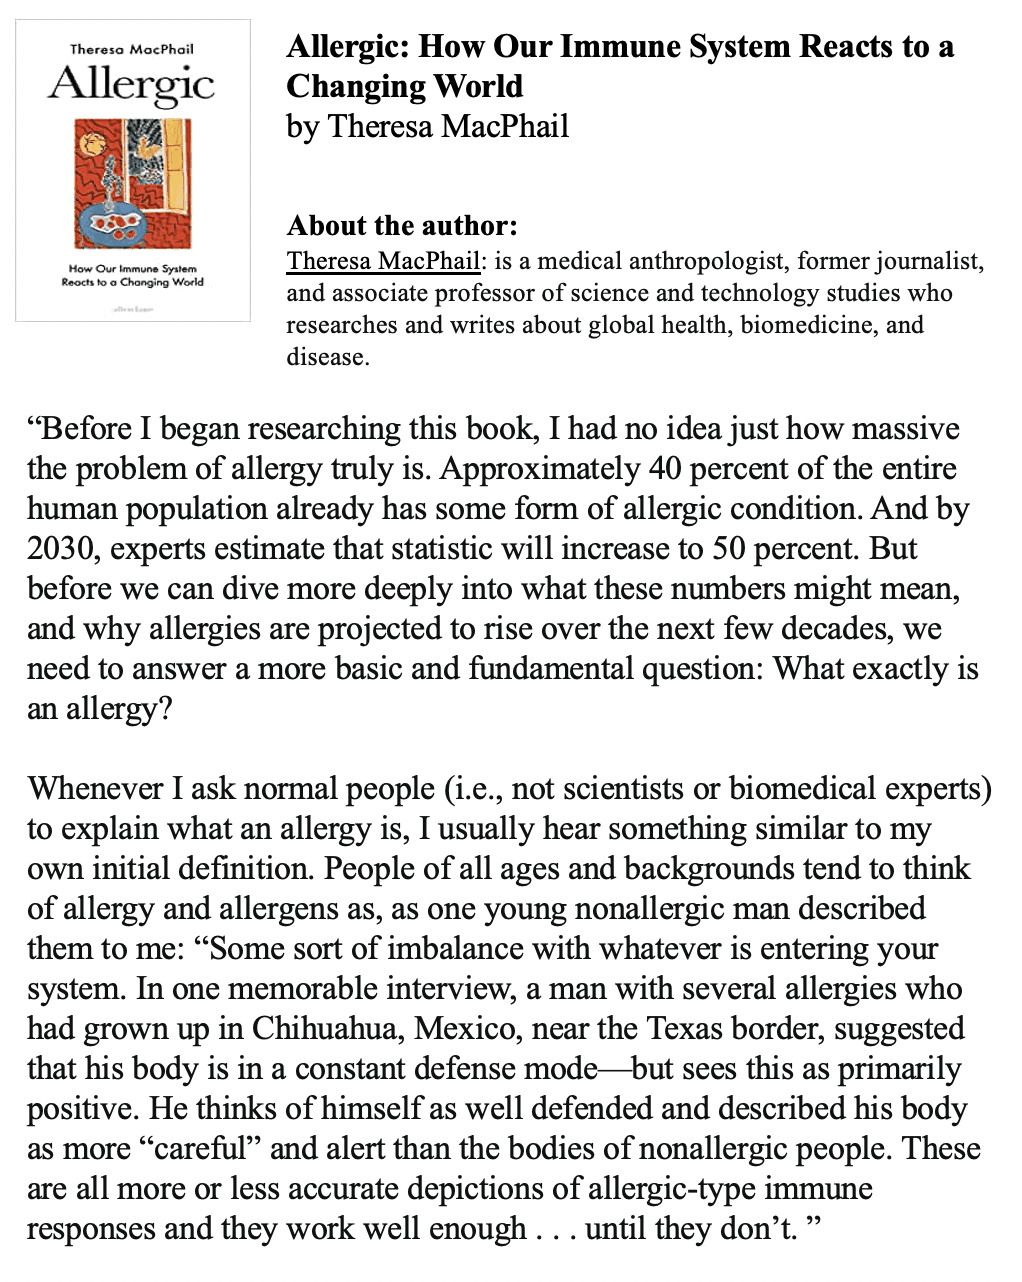 Theresa MacPhail
Allergic
How Our Immune System
Reacts to a Changing World
Allergic: How Our Immune System Reacts to a
Changing World
by Theresa MacPhail
About the author:
Theresa MacPhail: is a medical anthropologist, former journalist,
and associate professor of science and technology studies who
researches and writes about global health, biomedicine, and
disease.
“Before I began researching this book, I had no idea just how massive
the problem of allergy truly is. Approximately 40 percent of the entire
human population already has some form of allergic condition. And by
2030, experts estimate that statistic will increase to 50 percent. But
before we can dive more deeply into what these numbers might mean,
and why allergies are projected to rise over the next few decades, we
need to answer a more basic and fundamental question: What exactly is
an allergy?
Whenever I ask normal people (i.e., not scientists or biomedical experts)
to explain what an allergy is, I usually hear something similar to my
own initial definition. People of all ages and backgrounds tend to think
of allergy and allergens as, as one young nonallergic man described
them to me: “Some sort of imbalance with whatever is entering your
system. In one memorable interview, a man with several allergies who
had grown up in Chihuahua, Mexico, near the Texas border, suggested
that his body is in a constant defense mode—but sees this as primarily
positive. He thinks of himself as well defended and described his body
as more “careful” and alert than the bodies of nonallergic people. These
are all more or less accurate depictions of allergic-type immune
responses and they work well enough . . . until they don’t. ”